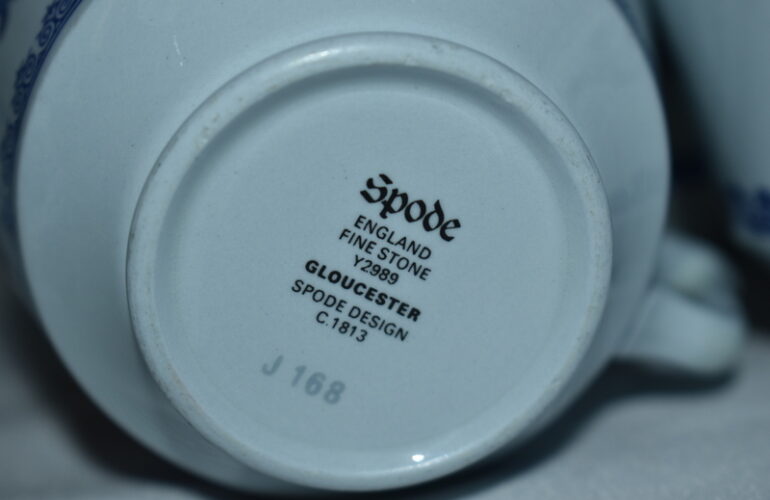 Spode
ENGLAND
FINE STONE
Y2989
GLOUCESTER
SPODE DESIGN
C.1813
J 168